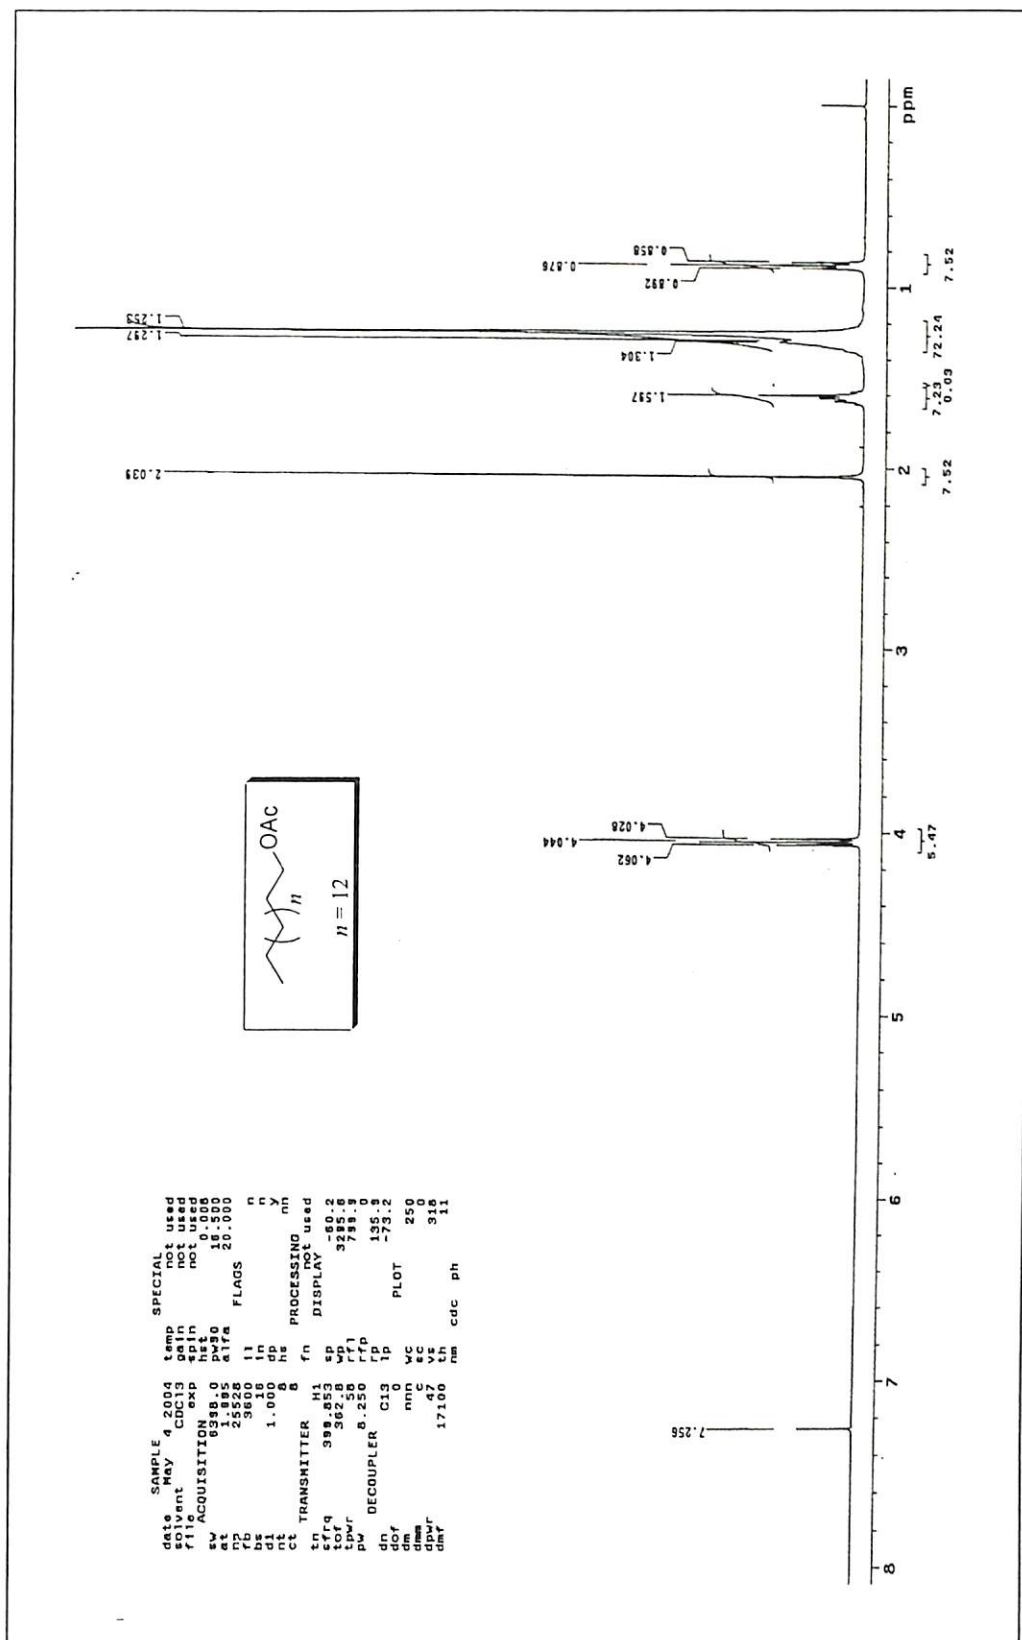 SAMPLE
date May 4 2004
solvent CDCl3
file exp
ACQUISITION
sw 6398.0
at 1.995
np 25528
fb 3600
bs 16
d1 1.000
nt 8
ct 8
TRANSMITTER
tn H1
sfrq 399.853
tof 362.8
tpwr 58
pw 8.250
DECOUPLER
dn C13
dof 0
dm nnn
dmm c
dpwr 47
dmf 17100
SPECIAL
temp not used
gain not used
spin not used
hst 0.008
pw90 16.500
alfa 20.000
FLAGS
il n
in n
dp y
hs nn
PROCESSING
fn not used
DISPLAY
sp -60.2
wp 3295.6
rfl 799.9
rfp 0
rp 135.9
lp -73.2
PLOT
wc 250
sc 0
vs 318
th 11
nm cdc ph
OAc
n
n = 12
7.256
4.062
4.044
4.028
2.039
1.597
1.304
1.297
1.253
0.892
0.876
0.858
8 7 6 5 4 3 2 1 ppm
5.47
7.52
7.23
0.03
72.24
7.52